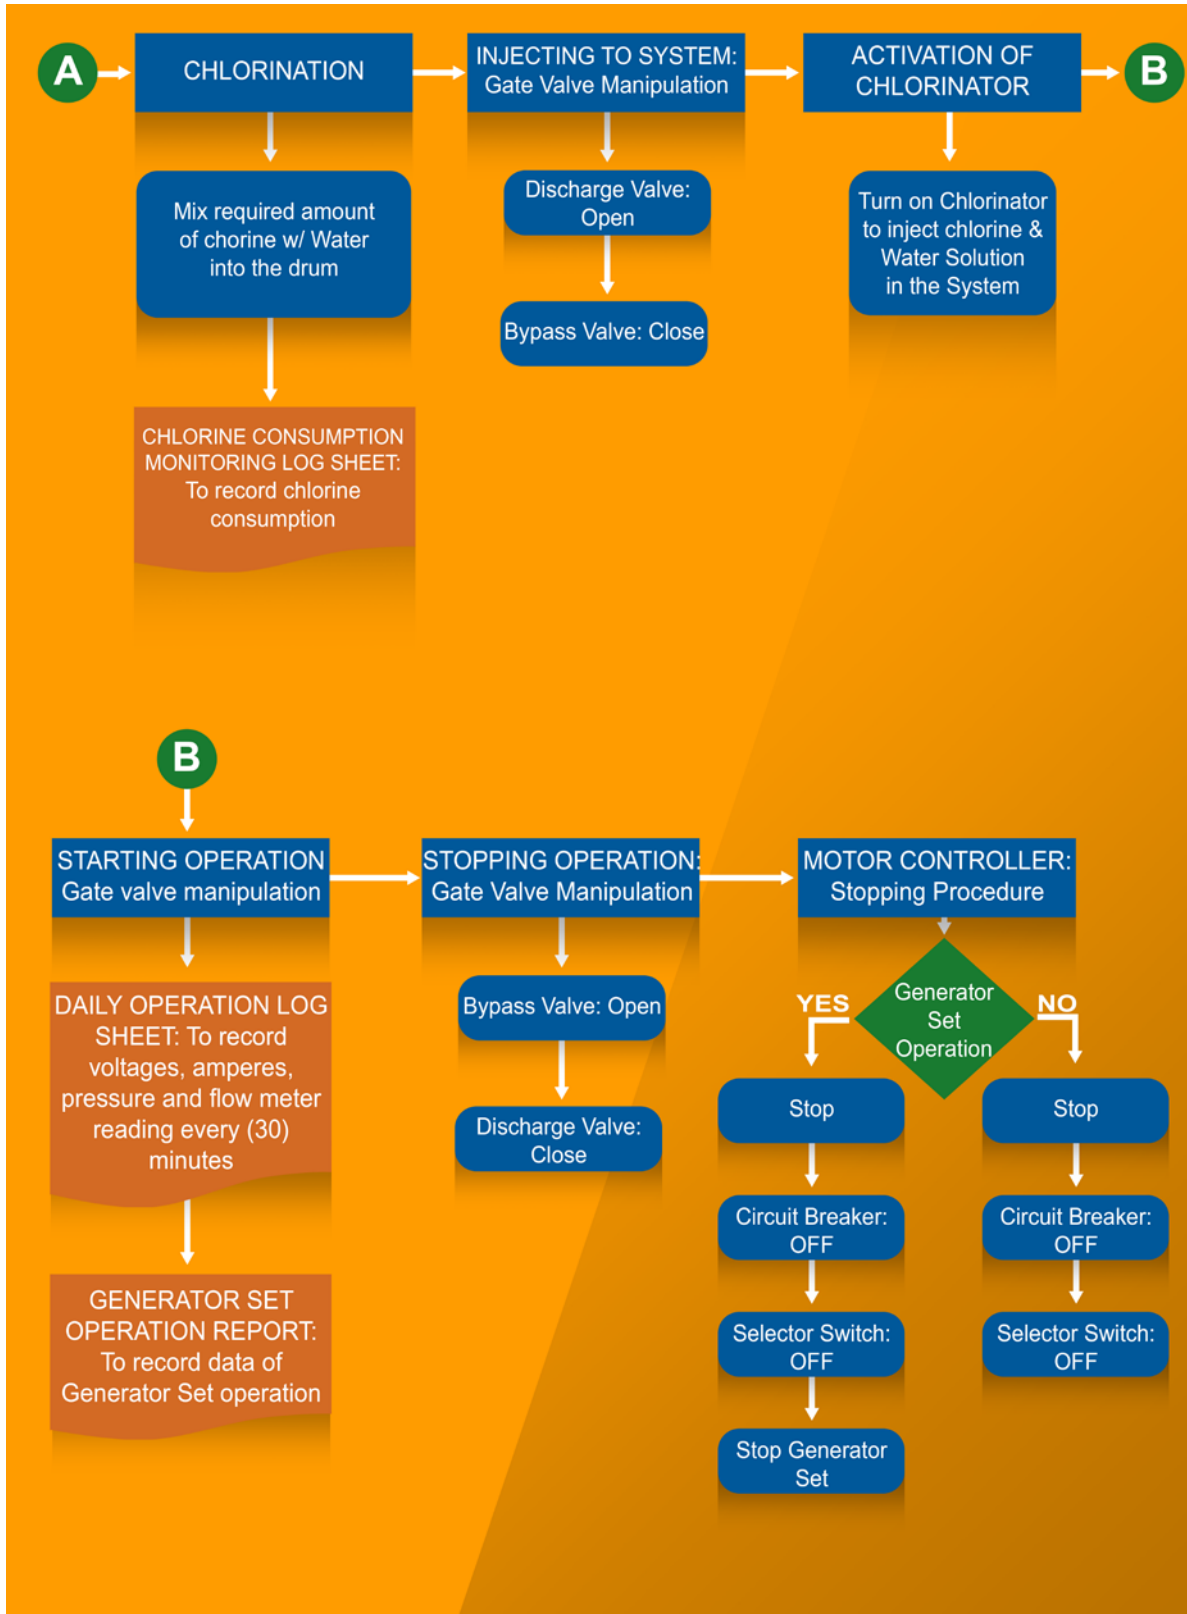 A
CHLORINATION
INJECTING TO SYSTEM:
Gate Valve Manipulation
ACTIVATION OF
CHLORINATOR
B
Mix required amount
of chorine w/ Water
into the drum
Discharge Valve:
Open
Bypass Valve: Close
Turn on Chlorinator
to inject chlorine &
Water Solution
in the System
CHLORINE CONSUMPTION
MONITORING LOG SHEET:
To record chlorine
consumption
B
STARTING OPERATION
Gate valve manipulation
STOPPING OPERATION:
Gate Valve Manipulation
MOTOR CONTROLLER:
Stopping Procedure
DAILY OPERATION LOG
SHEET: To record
voltages, amperes,
pressure and flow meter
reading every (30)
minutes
GENERATOR SET
OPERATION REPORT:
To record data of
Generator Set operation
Bypass Valve: Open
Discharge Valve:
Close
Generator
Set
Operation
YES
NO
Stop
Circuit Breaker:
OFF
Selector Switch:
OFF
Stop Generator
Set
Stop
Circuit Breaker:
OFF
Selector Switch:
OFF